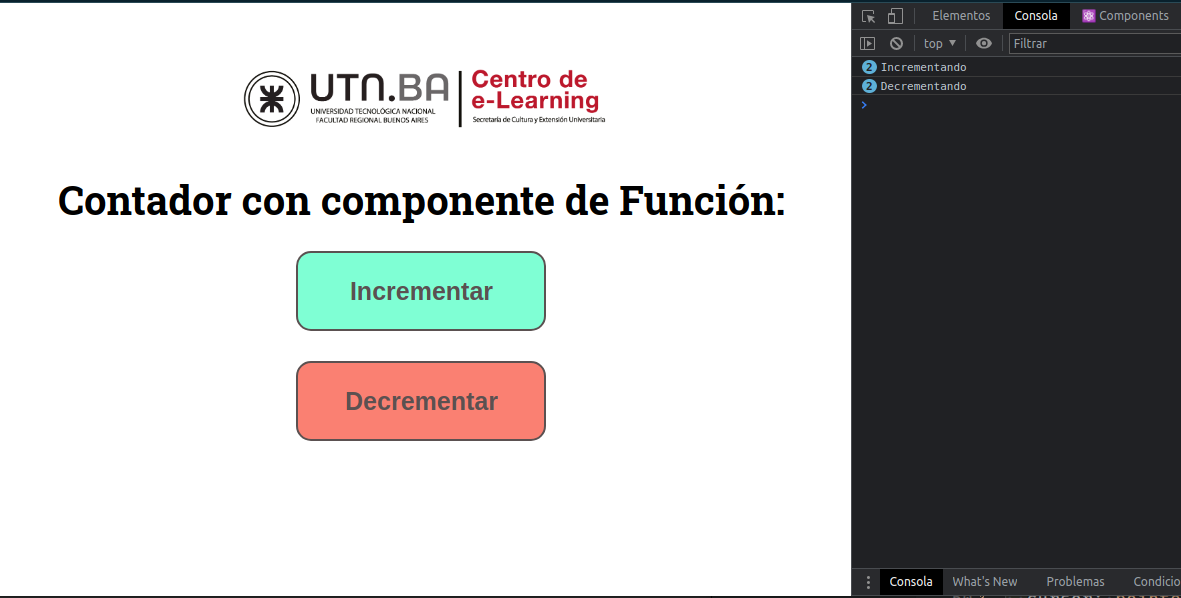 UTN.BA
UNIVERSIDAD TECNOLÓGICA NACIONAL
FACULTAD REGIONAL BUENOS AIRES
Centro de
e-Learning
Secretaría de Cultura y Extensión Universitaria
Contador con componente de Función:
Incrementar
Decrementar
Elementos Consola Components
top Filtrar
2 Incrementando
2 Decrementando
Consola What's New Problemas Condicio